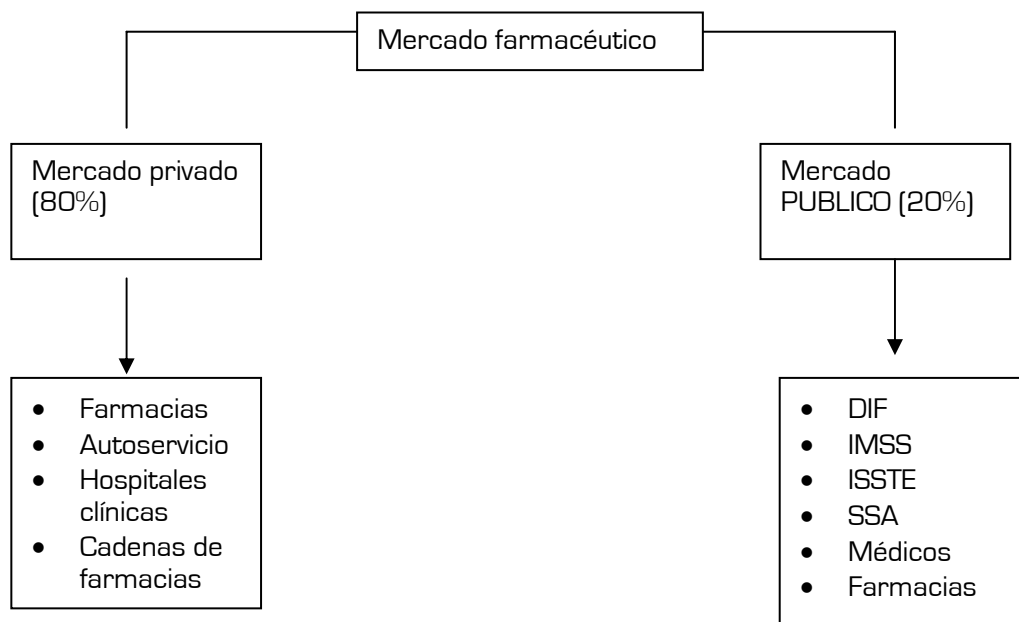 Mercado farmacéutico
Mercado privado
(80%)
Mercado
PUBLICO (20%)
• Farmacias
• Autoservicio
• Hospitales
clínicas
• Cadenas de
farmacias
• DIF
• IMSS
• ISSTE
• SSA
• Médicos
• Farmacias